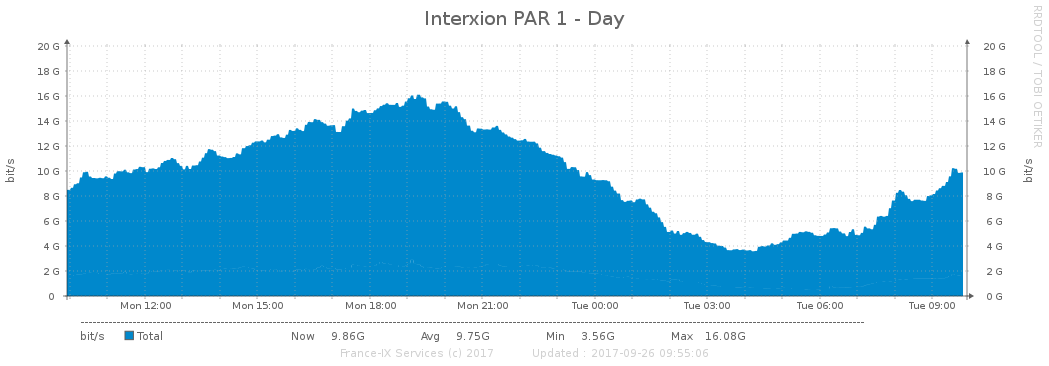 Interxion PAR 1 - Day
RRDTOOL / TOBI OETIKER
20 G 20 G
18 G 18 G
16 G 16 G
14 G 14 G
12 G 12 G
10 G 10 G
8 G 8 G
6 G 6 G
4 G 4 G
2 G 2 G
0 0 G
bit/s bit/s
Mon 12:00 Mon 15:00 Mon 18:00 Mon 21:00 Tue 00:00 Tue 03:00 Tue 06:00 Tue 09:00
bit/s Total Now 9.86G Avg 9.75G Min 3.56G Max 16.08G
France-IX Services (c) 2017 Updated : 2017-09-26 09:55:06